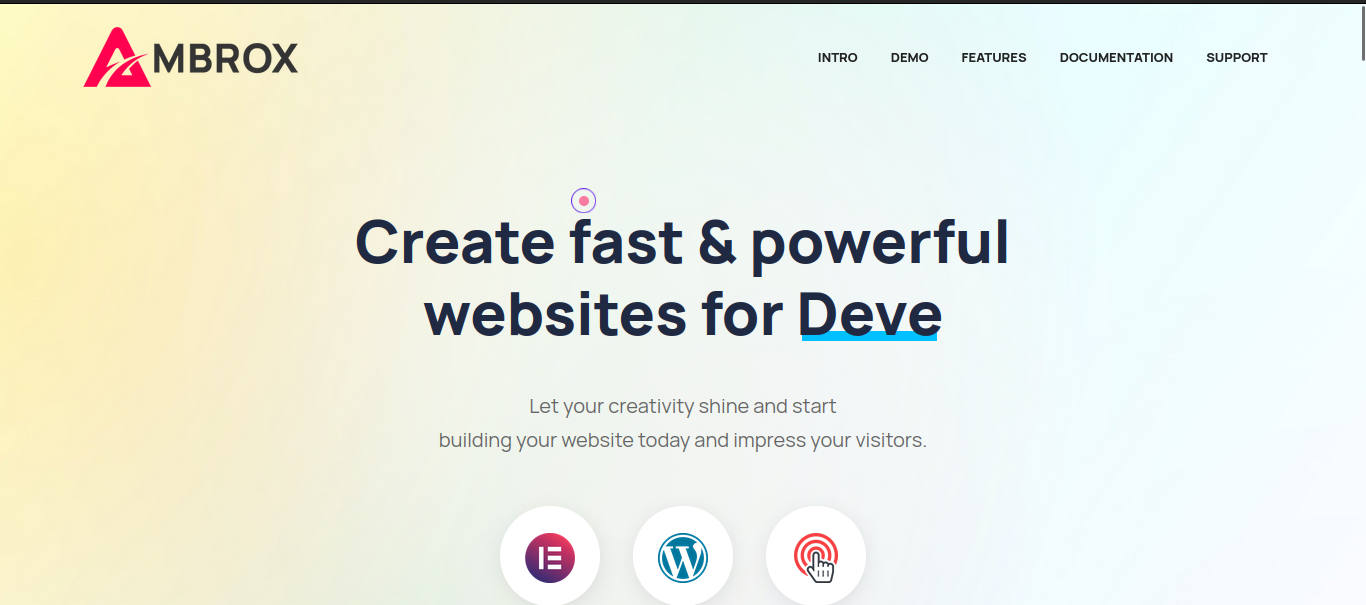 AMBROX
INTRO DEMO FEATURES DOCUMENTATION SUPPORT
Create fast & powerful
websites for Deve
Let your creativity shine and start
building your website today and impress your visitors.